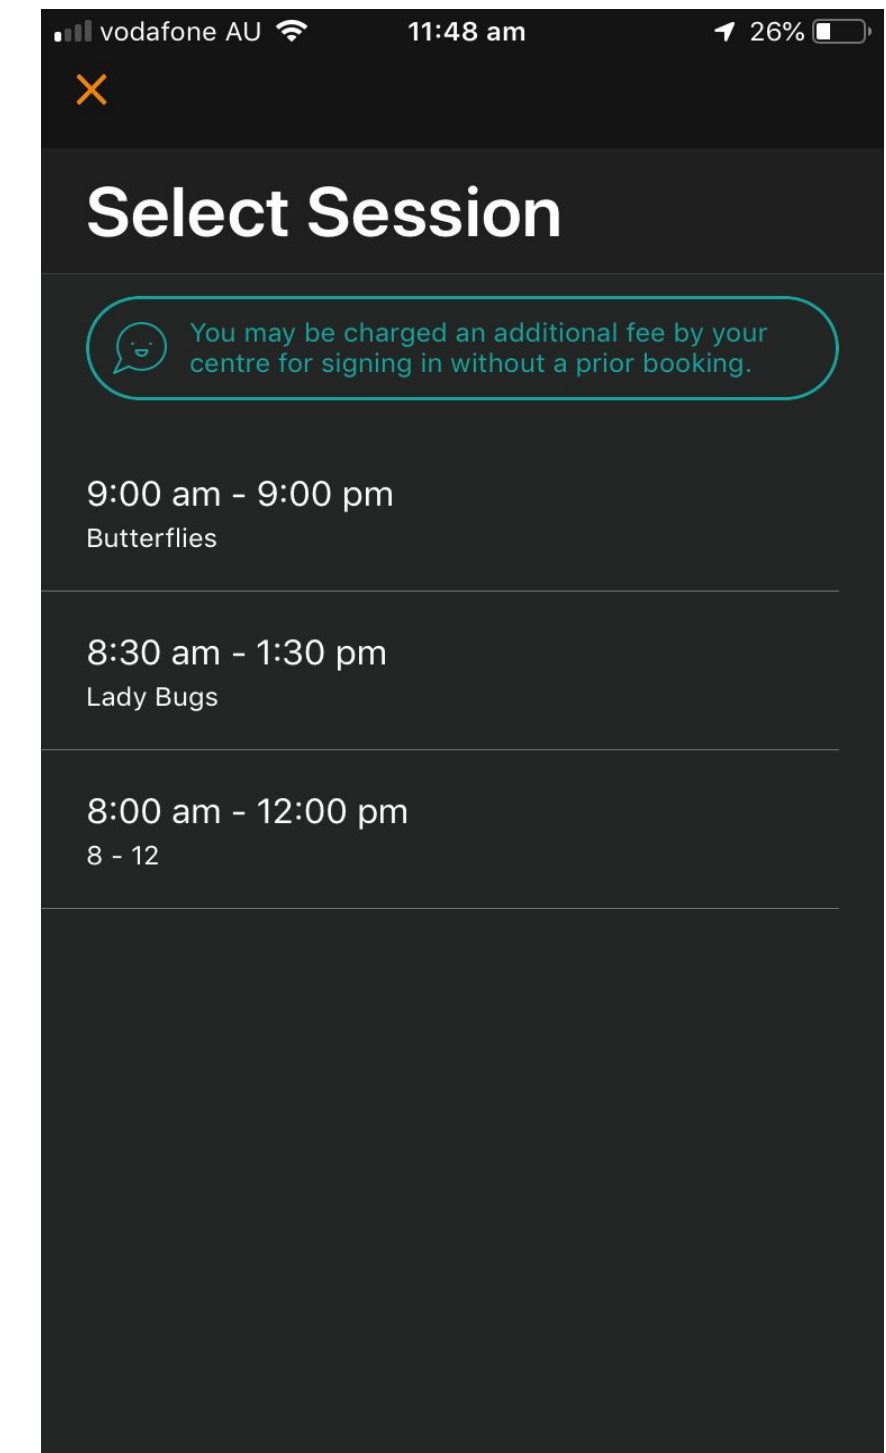 vodafone AU 11:48 am 26%
Select Session
You may be charged an additional fee by your
centre for signing in without a prior booking.
9:00 am - 9:00 pm
Butterflies
8:30 am - 1:30 pm
Lady Bugs
8:00 am - 12:00 pm
8 - 12